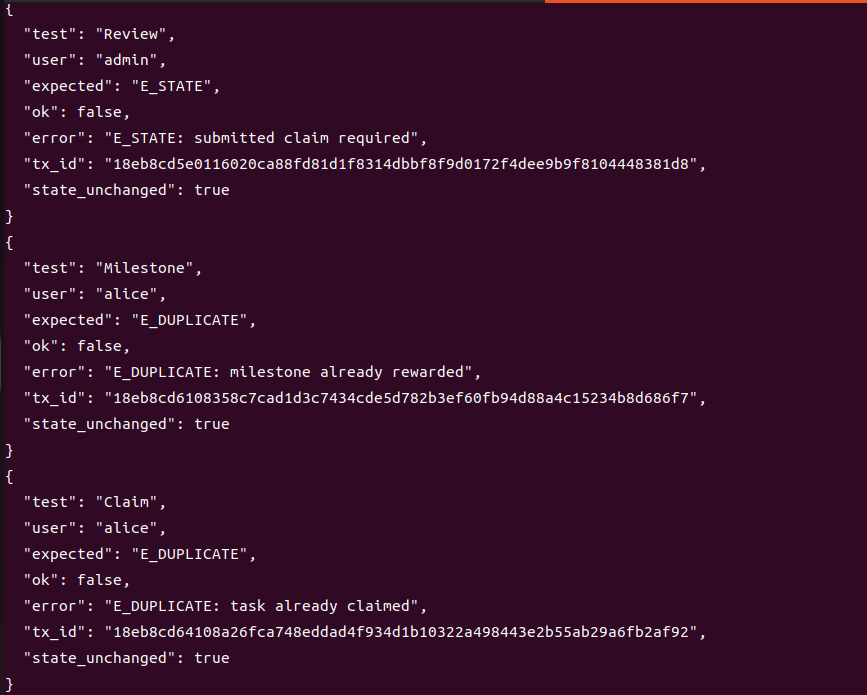 {
  "test": "Review",
  "user": "admin",
  "expected": "E_STATE",
  "ok": false,
  "error": "E_STATE: submitted claim required",
  "tx_id": "18eb8cd5e0116020ca88fd81d1f8314dbbf8f9d0172f4dee9b9f8104448381d8",
  "state_unchanged": true
}
{
  "test": "Milestone",
  "user": "alice",
  "expected": "E_DUPLICATE",
  "ok": false,
  "error": "E_DUPLICATE: milestone already rewarded",
  "tx_id": "18eb8cd6108358c7cad1d3c7434cde5d782b3ef60fb94d88a4c15234b8d686f7",
  "state_unchanged": true
}
{
  "test": "Claim",
  "user": "alice",
  "expected": "E_DUPLICATE",
  "ok": false,
  "error": "E_DUPLICATE: task already claimed",
  "tx_id": "18eb8cd64108a26fca748eddad4f934d1b10322a498443e2b55ab29a6fb2af92",
  "state_unchanged": true
}